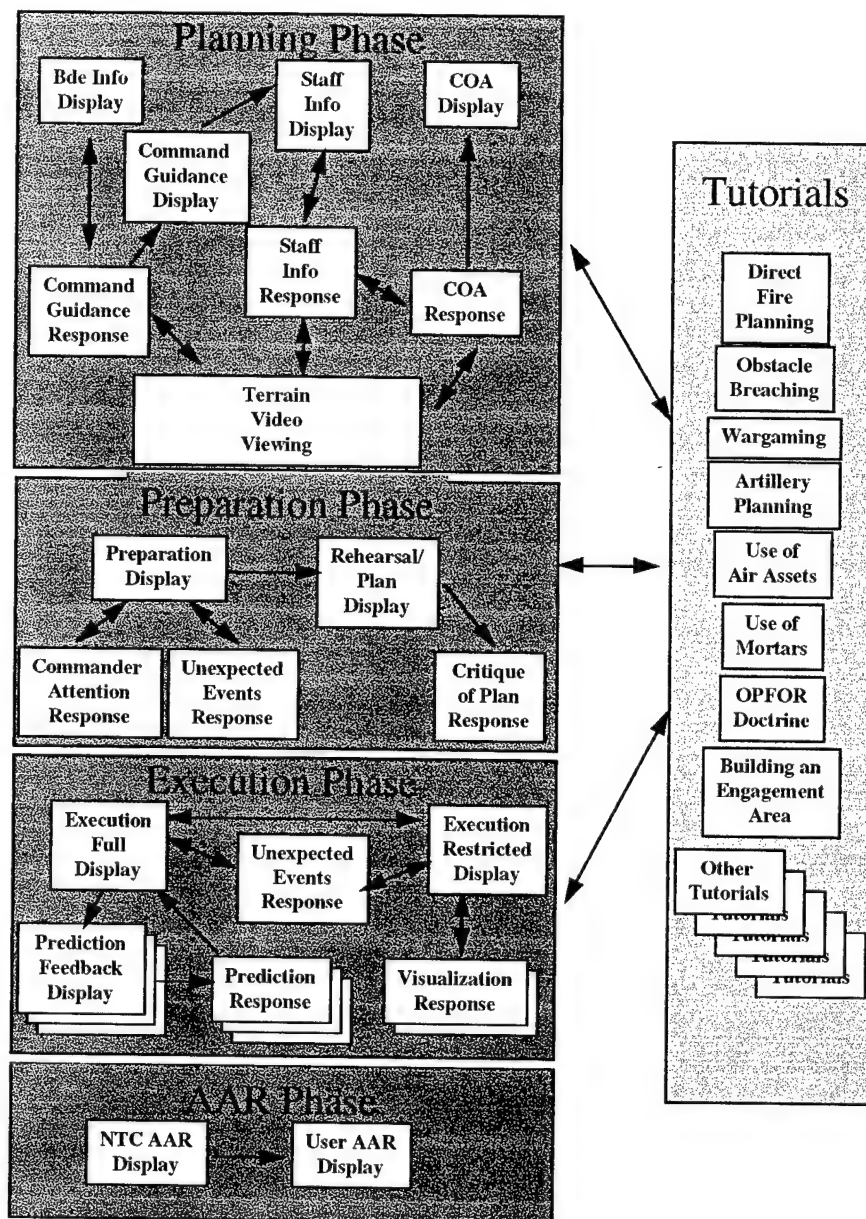 Planning Phase
Bde Info
Display
Staff
Info
Display
COA
Display
Command
Guidance
Display
Command
Guidance
Response
Staff
Info
Response
COA
Response
Terrain
Video
Viewing
Preparation Phase
Preparation
Display
Rehearsal/
Plan
Display
Commander
Attention
Response
Unexpected
Events
Response
Critique
of Plan
Response
Execution Phase
Execution
Full
Display
Unexpected
Events
Response
Execution
Restricted
Display
Prediction
Feedback
Display
Prediction
Response
Visualization
Response
AAR Phase
NTC AAR
Display
User AAR
Display
Tutorials
Direct
Fire
Planning
Obstacle
Breaching
Wargaming
Artillery
Planning
Use of
Air Assets
Use of
Mortars
OPFOR
Doctrine
Building an
Engagement
Area
Other
Tutorials
Tutorials
Tutorials
Tutorials
Tutorials